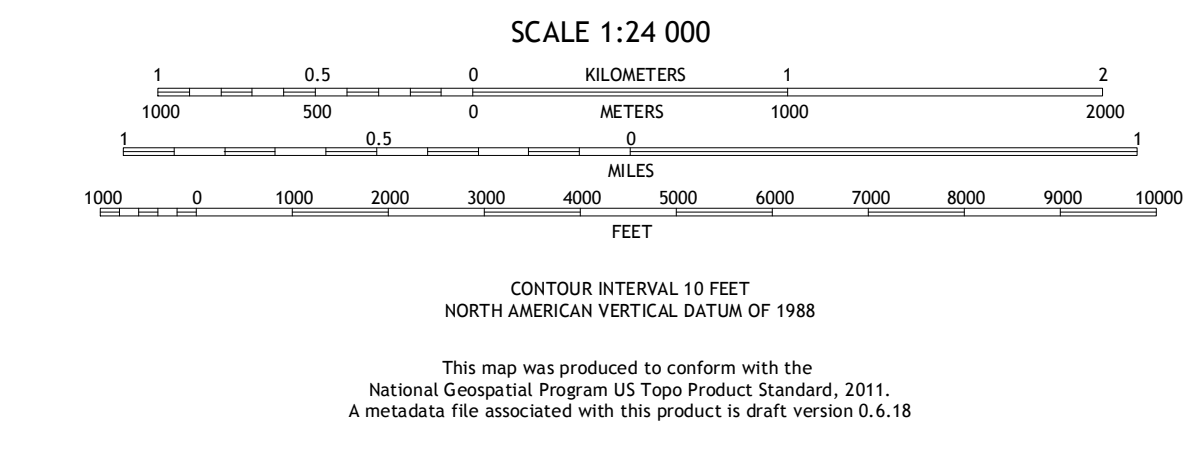 SCALE 1:24 000
1 0.5 0 KILOMETERS 1 2
1000 500 0 METERS 1000 2000
1 0.5 0 1
MILES
1000 0 1000 2000 3000 4000 5000 6000 7000 8000 9000 10000
FEET
CONTOUR INTERVAL 10 FEET
NORTH AMERICAN VERTICAL DATUM OF 1988
This map was produced to conform with the
National Geospatial Program US Topo Product Standard, 2011.
A metadata file associated with this product is draft version 0.6.18